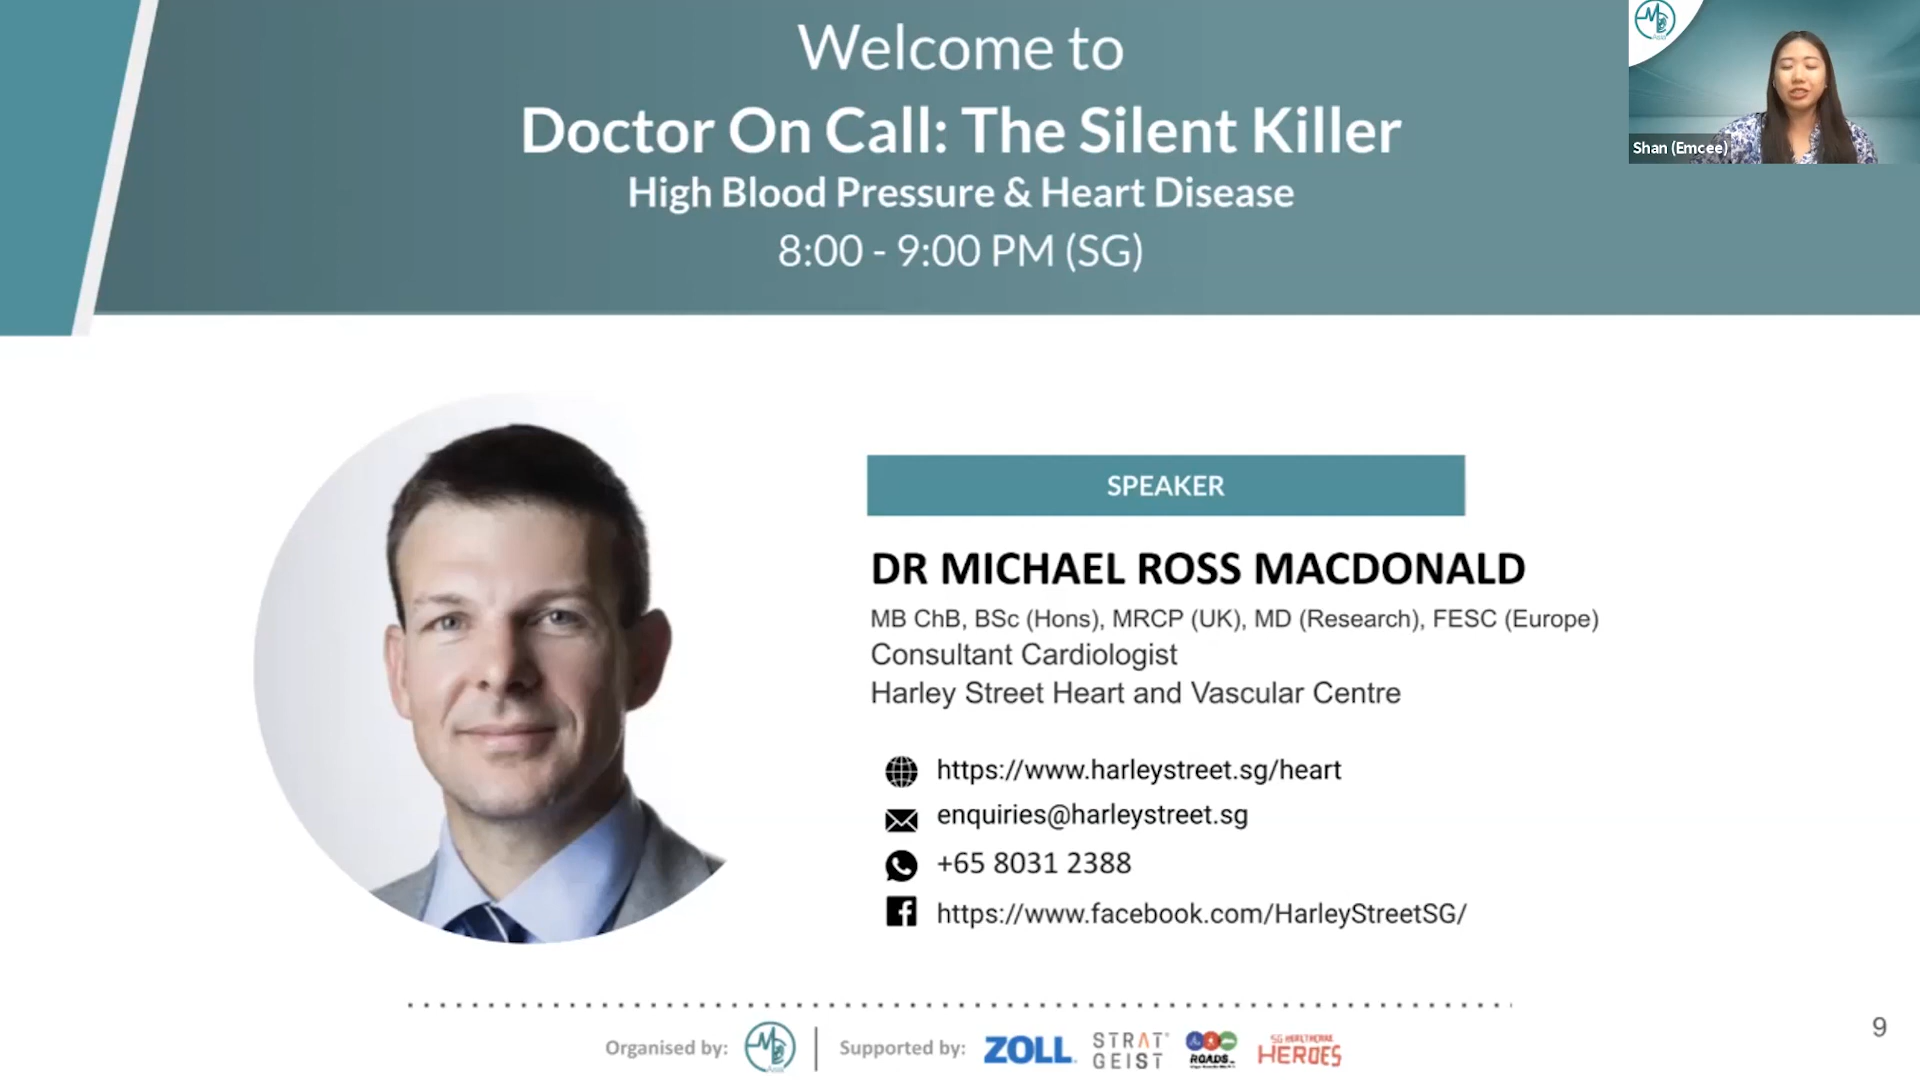 Welcome to
Doctor On Call: The Silent Killer
High Blood Pressure & Heart Disease
8:00 - 9:00 PM (SG)
Shan (Emcee)
SPEAKER
DR MICHAEL ROSS MACDONALD
MB ChB, BSc (Hons), MRCP (UK), MD (Research), FESC (Europe)
Consultant Cardiologist
Harley Street Heart and Vascular Centre
https://www.harleystreet.sg/heart
enquiries@harleystreet.sg
+65 8031 2388
https://www.facebook.com/HarleyStreetSG/
Organised by:
Supported by:
ZOLL
STRAT
GEIST
ROADS
SG HEALTHCARE
HEROES
9